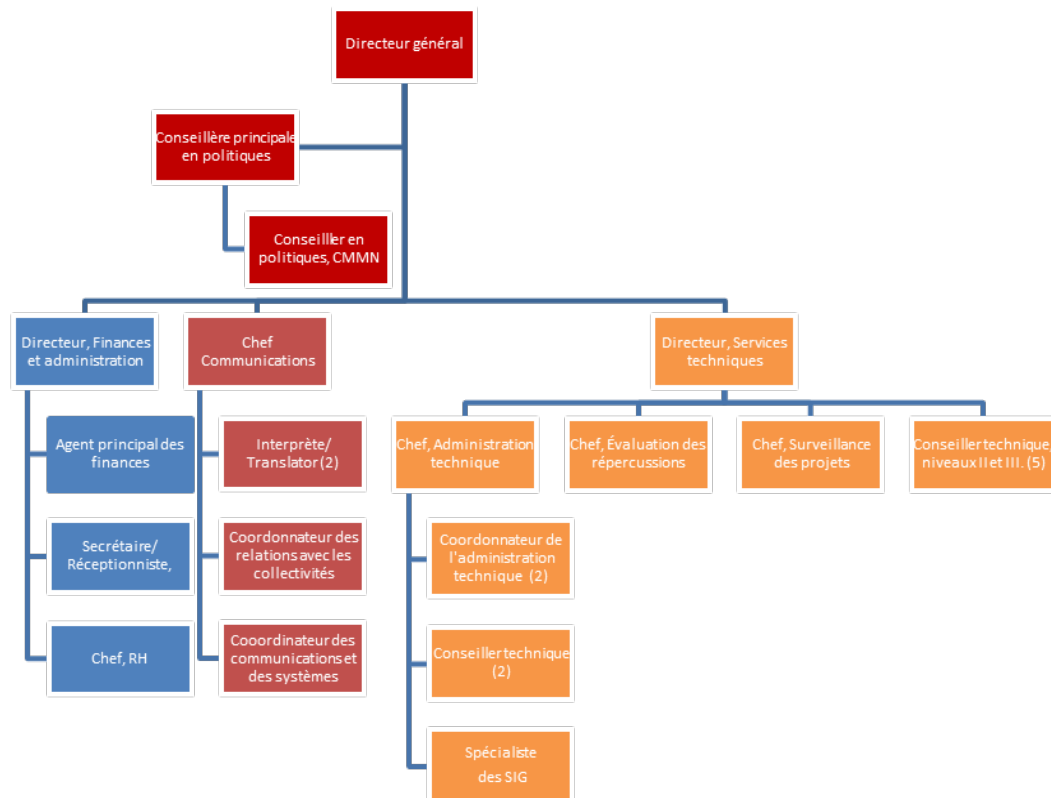 Directeur général
Conseillère principale
en politiques
Conseilller en
politiques, CMMN
Directeur, Finances
et administration
Chef
Communications
Directeur, Services
techniques
Agent principal des
finances
Secrétaire/
Réceptionniste,
Chef, RH
Interprète/
Translator (2)
Coordonnateur des
relations avec les
collectivités
Cooordinateur des
communications et
des systèmes
Chef, Administration
technique
Chef, Évaluation des
répercussions
Chef, Surveillance
des projets
Conseiller technique,
niveaux II et III. (5)
Coordonnateur de
l'administration
technique (2)
Conseiller technique
(2)
Spécialiste
des SIG